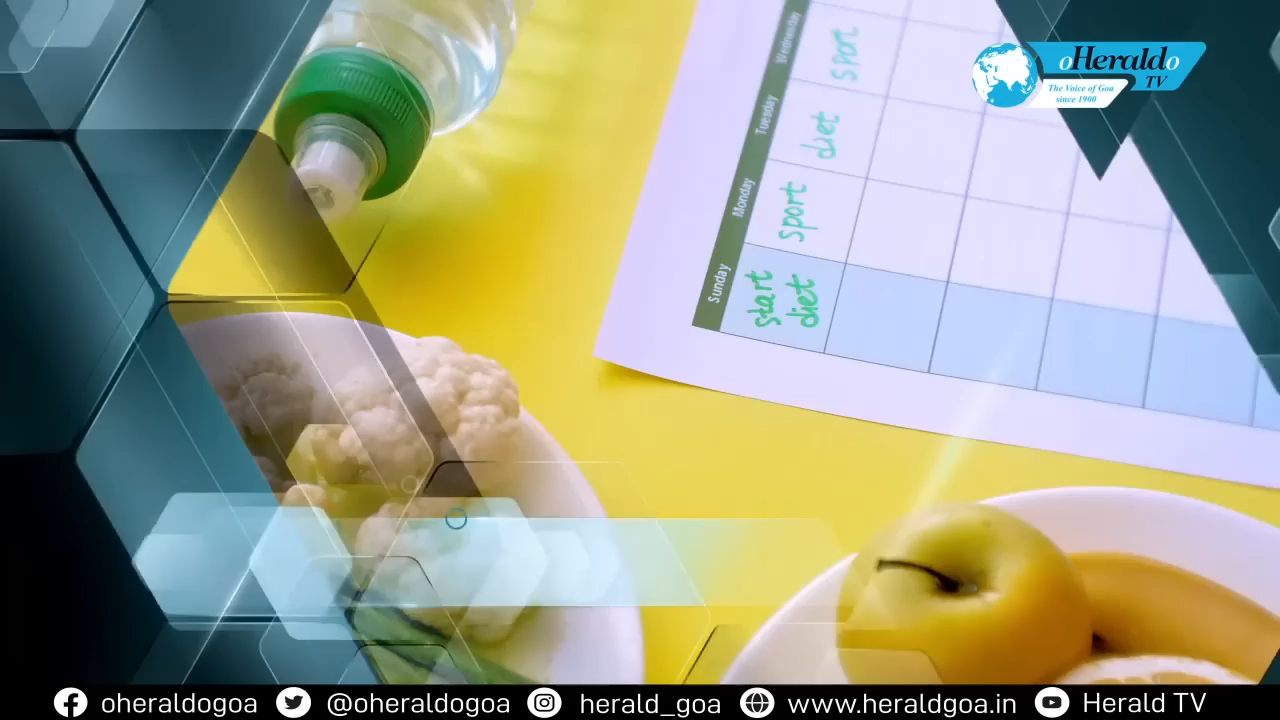 oHeraldo
TV
The Voice of Goa
since 1900
Wednesday
sport
Tuesday
diet
Monday
sport
Sunday
start
diet
oheraldogoa
@oheraldogoa
herald_goa
www.heraldgoa.in
Herald TV